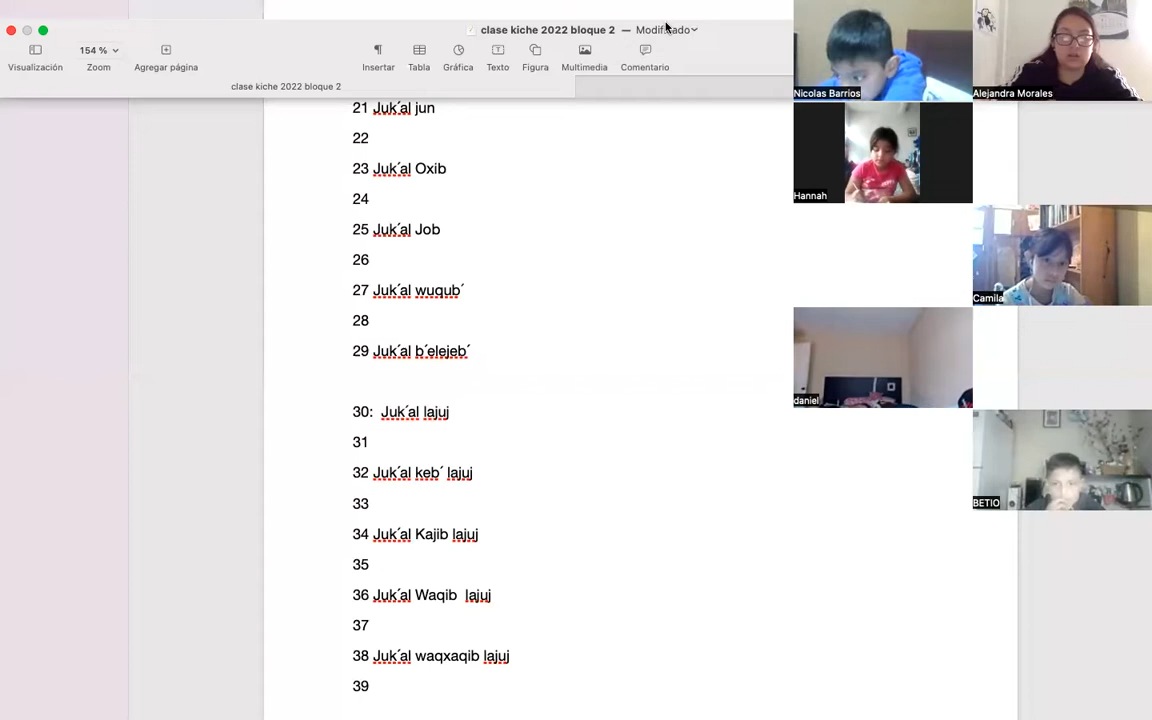 clase kiche 2022 bloque 2 — Modificado
154 %
Visualización Zoom Agregar página Insertar Tabla Gráfica Texto Figura Multimedia Comentario
clase kiche 2022 bloque 2
21 Juk´al jun
22
23 Juk´al Oxib
24
25 Juk´al Job
26
27 Juk´al wuqub´
28
29 Juk´al b´elejeb´
30: Juk´al lajuj
31
32 Juk´al keb´ lajuj
33
34 Juk´al Kajib lajuj
35
36 Juk´al Waqib lajuj
37
38 Juk´al waqxaqib lajuj
39
Nicolas Barrios
Alejandra Morales
Hannah
Camila
daniel
BETIO